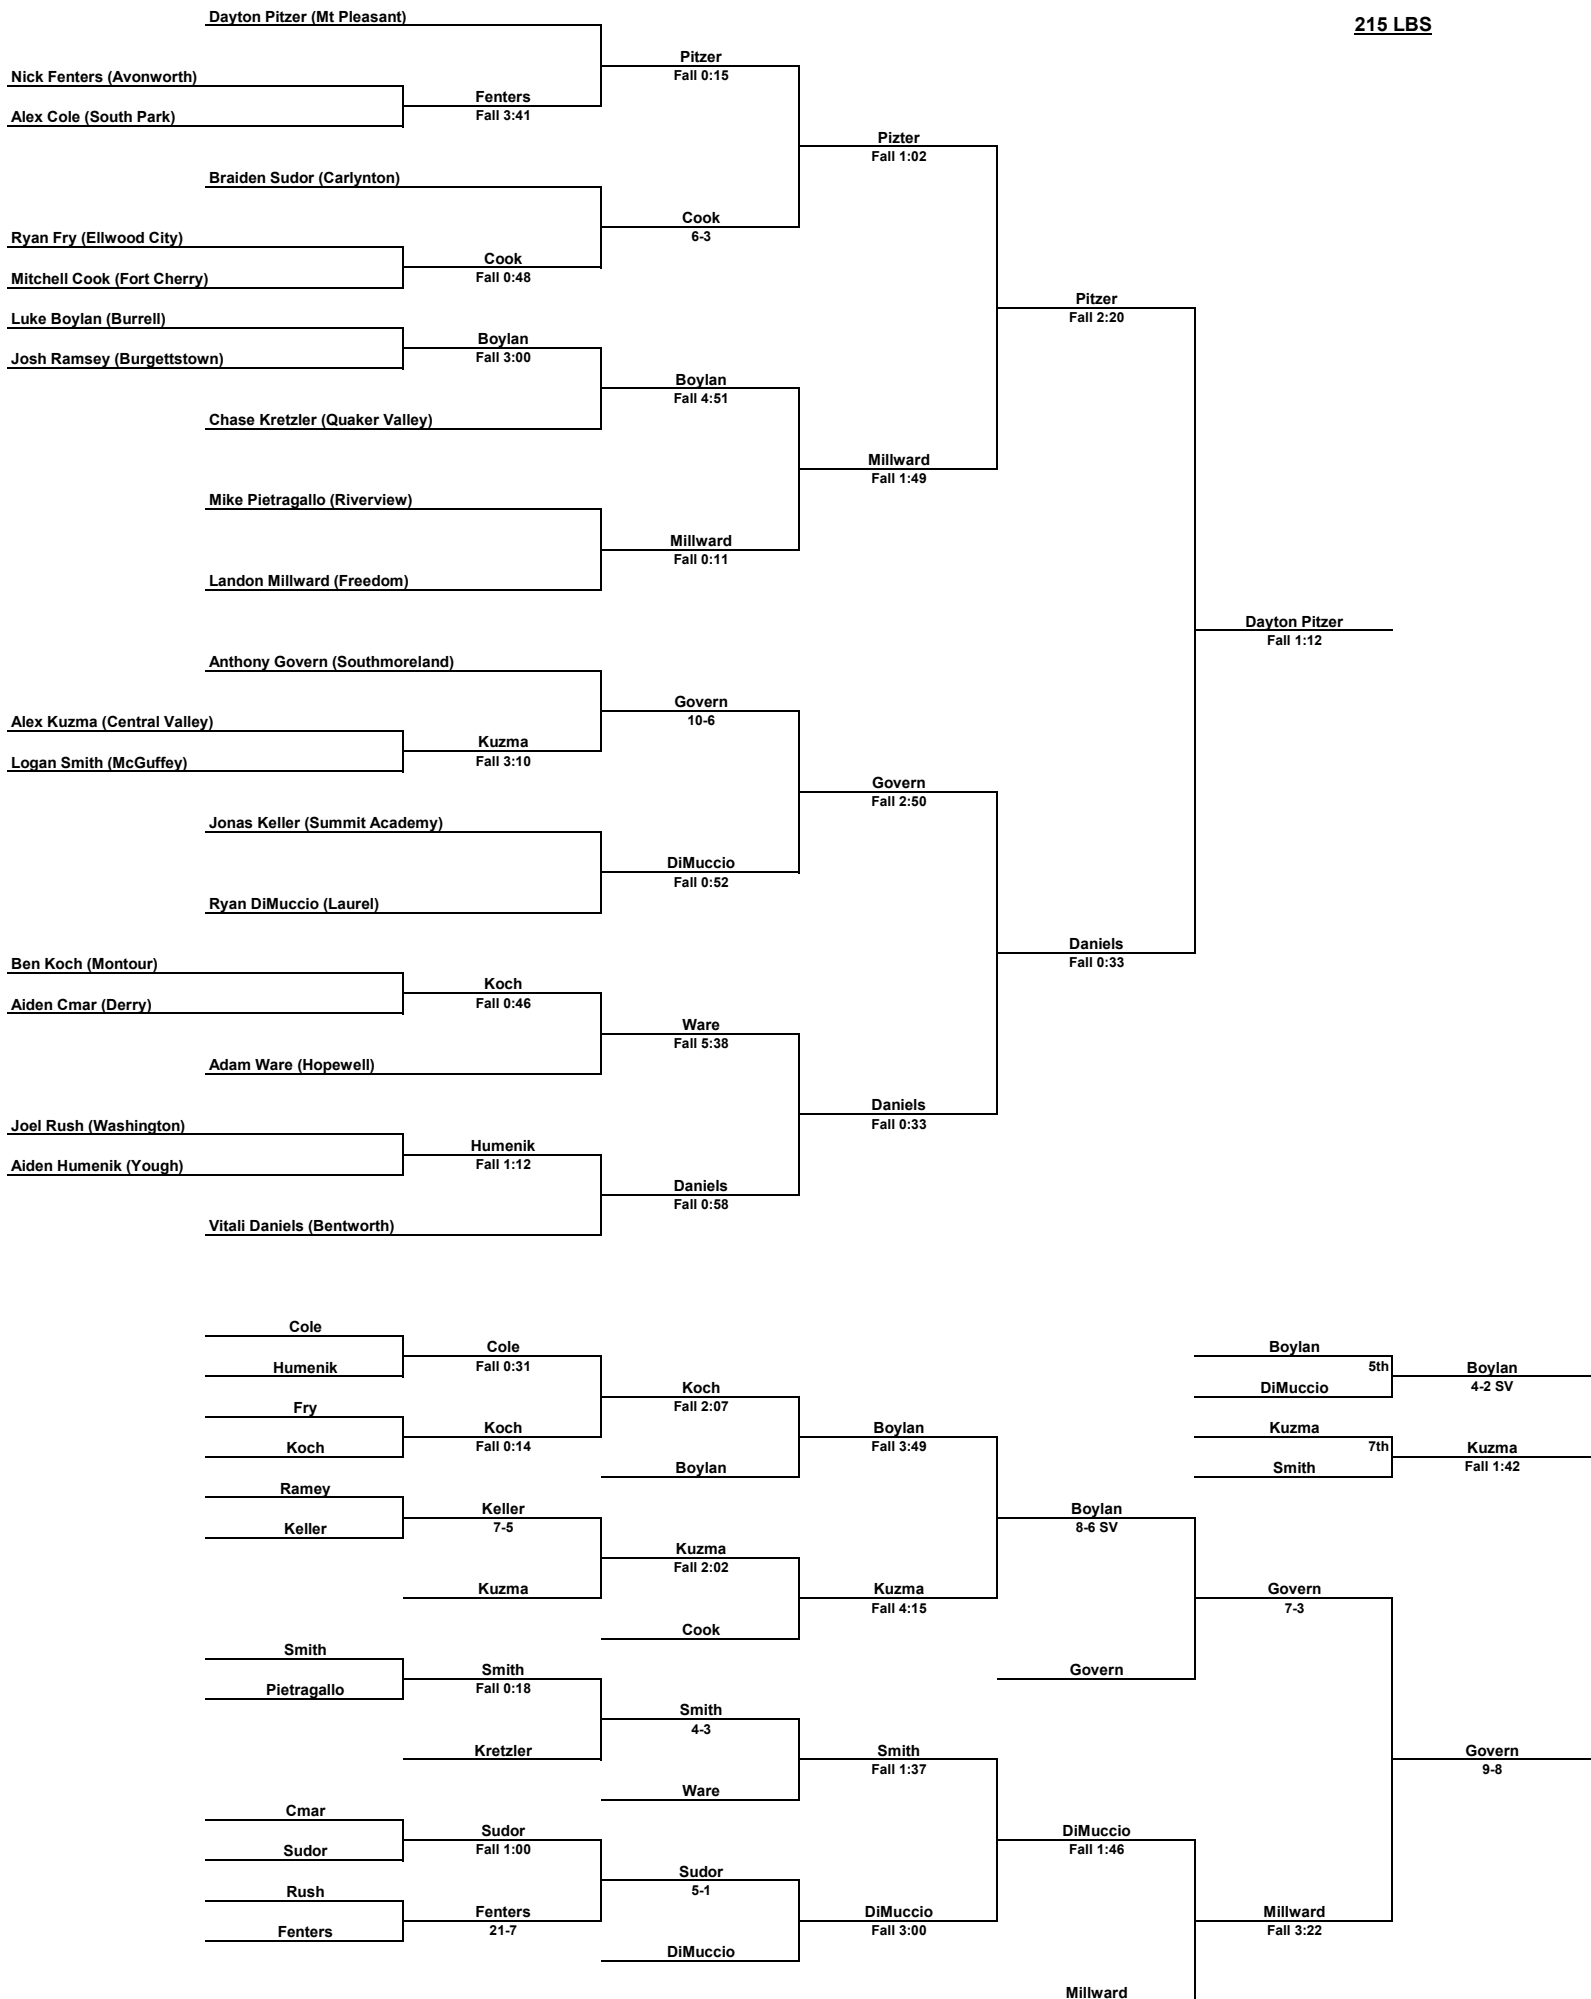 215 LBS
Dayton Pitzer (Mt Pleasant)
Pitzer
Fall 0:15
Nick Fenters (Avonworth)
Fenters
Fall 3:41
Alex Cole (South Park)
Pizter
Fall 1:02
Braiden Sudor (Carlynton)
Cook
6-3
Ryan Fry (Ellwood City)
Cook
Fall 0:48
Mitchell Cook (Fort Cherry)
Pitzer
Fall 2:20
Luke Boylan (Burrell)
Boylan
Fall 3:00
Josh Ramsey (Burgettstown)
Boylan
Fall 4:51
Chase Kretzler (Quaker Valley)
Millward
Fall 1:49
Mike Pietragallo (Riverview)
Millward
Fall 0:11
Landon Millward (Freedom)
Dayton Pitzer
Fall 1:12
Anthony Govern (Southmoreland)
Govern
10-6
Alex Kuzma (Central Valley)
Kuzma
Fall 3:10
Logan Smith (McGuffey)
Govern
Fall 2:50
Jonas Keller (Summit Academy)
DiMuccio
Fall 0:52
Ryan DiMuccio (Laurel)
Daniels
Fall 0:33
Ben Koch (Montour)
Koch
Fall 0:46
Aiden Cmar (Derry)
Ware
Fall 5:38
Adam Ware (Hopewell)
Daniels
Fall 0:33
Joel Rush (Washington)
Humenik
Fall 1:12
Aiden Humenik (Yough)
Daniels
Fall 0:58
Vitali Daniels (Bentworth)
Cole
Cole
Fall 0:31
Humenik
Koch
Fall 2:07
Fry
Koch
Fall 0:14
Koch
Boylan
Fall 3:49
Boylan
Boylan
5th
DiMuccio
Boylan
4-2 SV
Kuzma
7th
Smith
Kuzma
Fall 1:42
Ramey
Keller
7-5
Keller
Boylan
8-6 SV
Kuzma
Fall 2:02
Kuzma
Kuzma
Fall 4:15
Cook
Govern
7-3
Smith
Smith
Fall 0:18
Pietragallo
Govern
Smith
4-3
Kretzler
Smith
Fall 1:37
Ware
Govern
9-8
Cmar
Sudor
Fall 1:00
Sudor
DiMuccio
Fall 1:46
Sudor
5-1
Rush
Fenters
21-7
Fenters
DiMuccio
Fall 3:00
DiMuccio
Millward
Fall 3:22
Millward